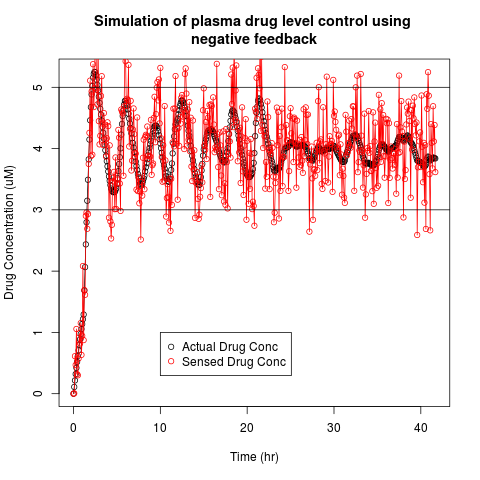 Simulation of plasma drug level control using
negative feedback
Drug Concentration (uM)
5
4
3
2
1
0
Actual Drug Conc
Sensed Drug Conc
0 10 20 30 40
Time (hr)